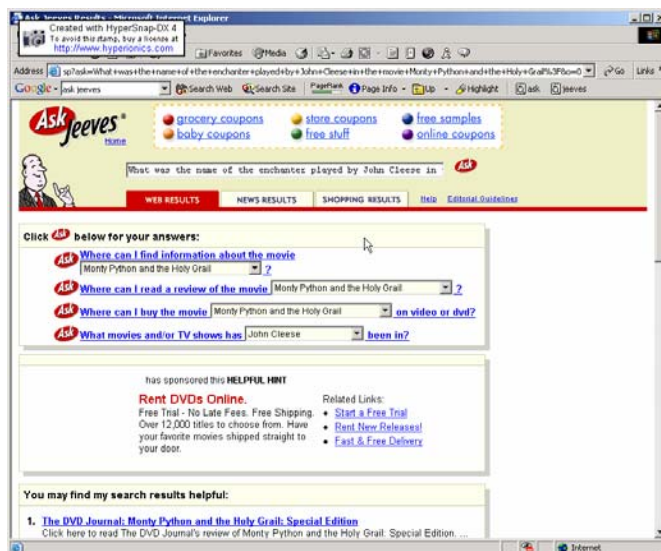 Ask Jeeves Results - Microsoft Internet Explorer
Created with HyperSnap-DX 4
To avoid this stamp, buy a license at
http://www.hyperionics.com
Favorites Media
Address sp?ask=What+was+the+name+of+the+enchanter+played+by+John+Cleese+in+the+movie+Monty+Python+and+the+Holy+Grail%3F&o=0 Go Links
Google ask jeeves Search Web Search Site PageRank Page Info Up Highlight ask jeeves
Ask Jeeves
Home
grocery coupons store coupons free samples
baby coupons free stuff online coupons
What was the name of the enchanter played by John Cleese in Ask
WEB RESULTS NEWS RESULTS SHOPPING RESULTS Help Editorial Guidelines
Click Ask below for your answers:
Ask Where can I find information about the movie
Monty Python and the Holy Grail ?
Ask Where can I read a review of the movie Monty Python and the Holy Grail ?
Ask Where can I buy the movie Monty Python and the Holy Grail on video or dvd?
Ask What movies and/or TV shows has John Cleese been in?
has sponsored this HELPFUL HINT
Rent DVDs Online.
Free Trial - No Late Fees. Free Shipping.
Over 12,000 titles to choose from. Have
your favorite movies shipped straight to
your door.
Related Links:
Start a Free Trial
Rent New Releases!
Fast & Free Delivery
You may find my search results helpful:
1. The DVD Journal: Monty Python and the Holy Grail: Special Edition
Click here to read The DVD Journal's review of Monty Python and the Holy Grail: Special Edition. ...
Internet